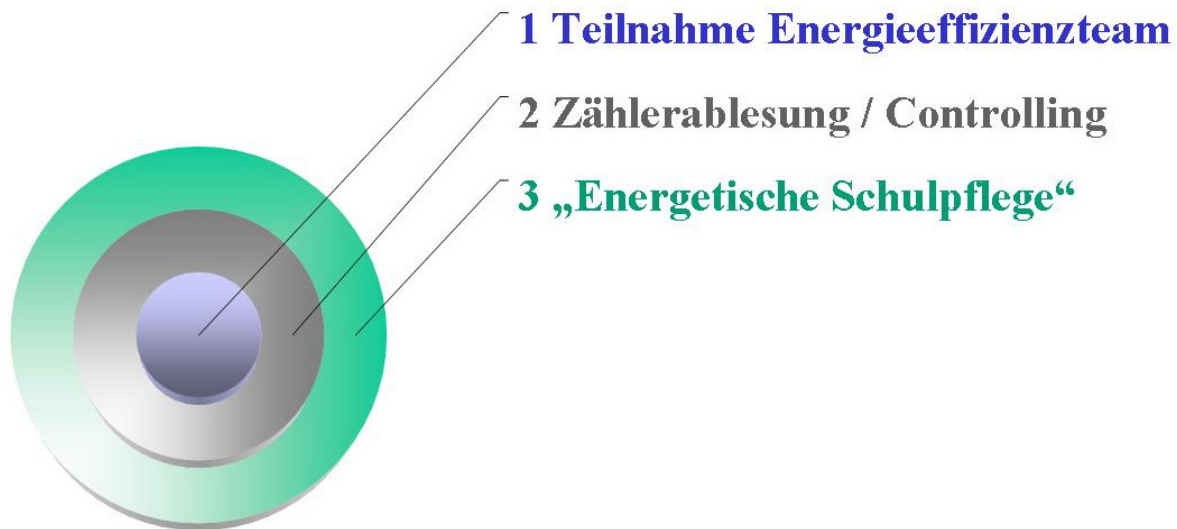 1 Teilnahme Energieeffizienzteam
2 Zählerablesung / Controlling
3 „Energetische Schulpflege“